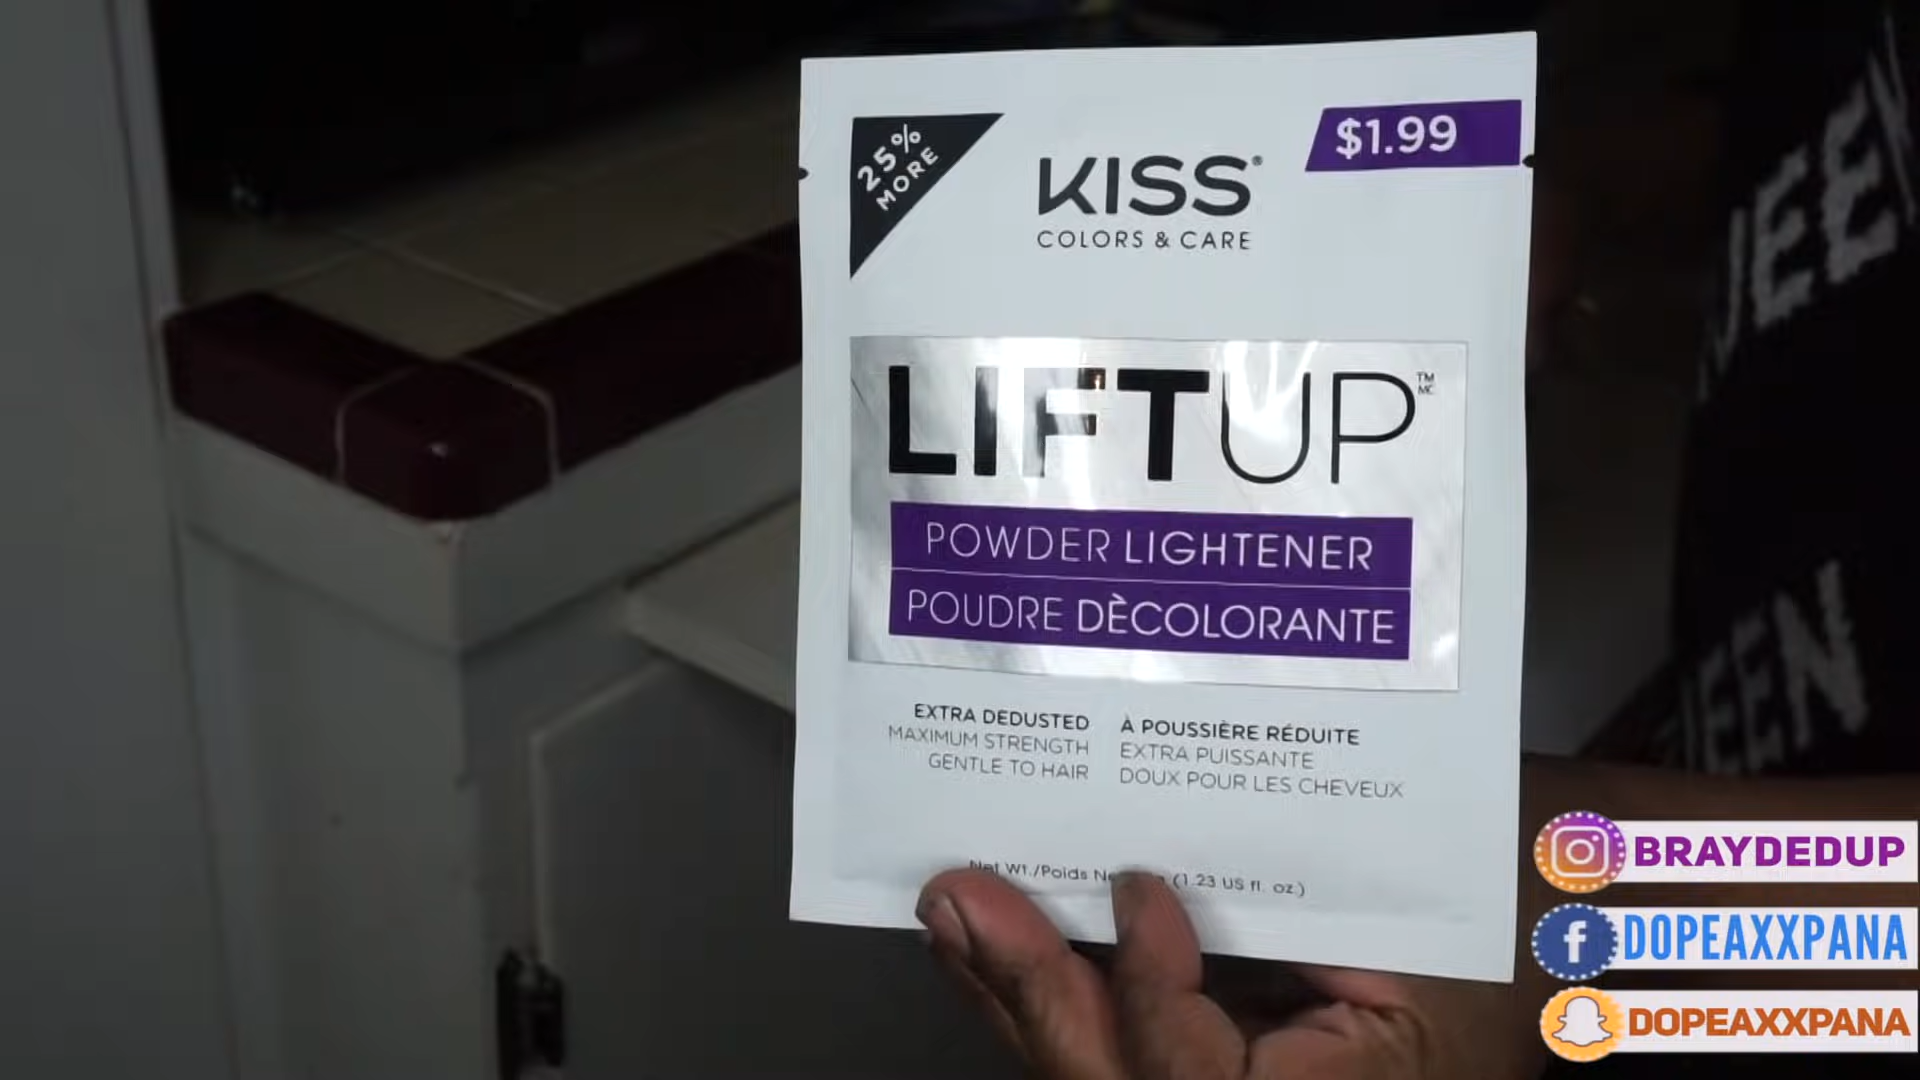 25%
MORE
$1.99
KISS®
COLORS & CARE
LIFTUP™
MC
POWDER LIGHTENER
POUDRE DÈCOLORANTE
EXTRA DEDUSTED
MAXIMUM STRENGTH
GENTLE TO HAIR
À POUSSIÈRE RÉDUITE
EXTRA PUISSANTE
DOUX POUR LES CHEVEUX
Net Wt./Poids (1.23 US fl. oz.)
BRAYDEDUP
DOPEAXXPANA
DOPEAXXPANA